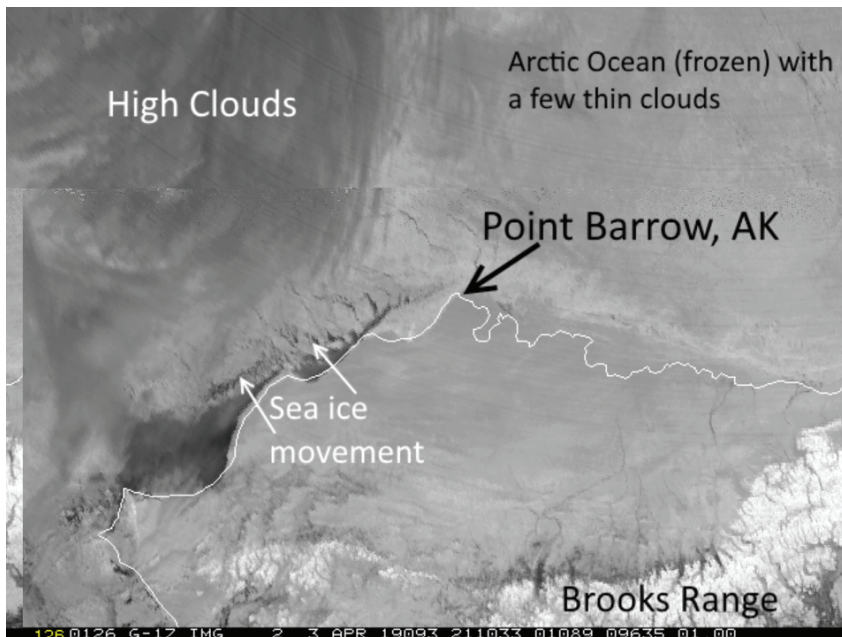 High Clouds
Arctic Ocean (frozen) with
a few thin clouds
Point Barrow, AK
Sea ice
movement
Brooks Range
126 0126 G-17 IMG 2 3 APR 19093 211033 01089 09635 01.00